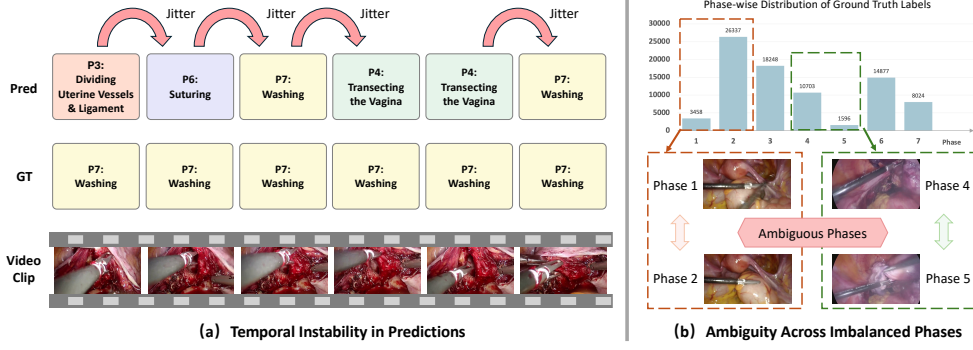 Jitter
Jitter
Jitter
Jitter
Pred
P3:
Dividing
Uterine Vessels
& Ligament
P6:
Suturing
P7:
Washing
P4:
Transecting
the Vagina
P4:
Transecting
the Vagina
P7:
Washing
GT
P7:
Washing
P7:
Washing
P7:
Washing
P7:
Washing
P7:
Washing
P7:
Washing
Video
Clip
(a) Temporal Instability in Predictions
Phase-wise Distribution of Ground Truth Labels
30000
25000
20000
15000
10000
5000
0
3458
26337
18248
10703
1596
14877
8024
1 2 3 4 5 6 7 Phase
Phase 1
Phase 4
Ambiguous Phases
Phase 2
Phase 5
(b) Ambiguity Across Imbalanced Phases